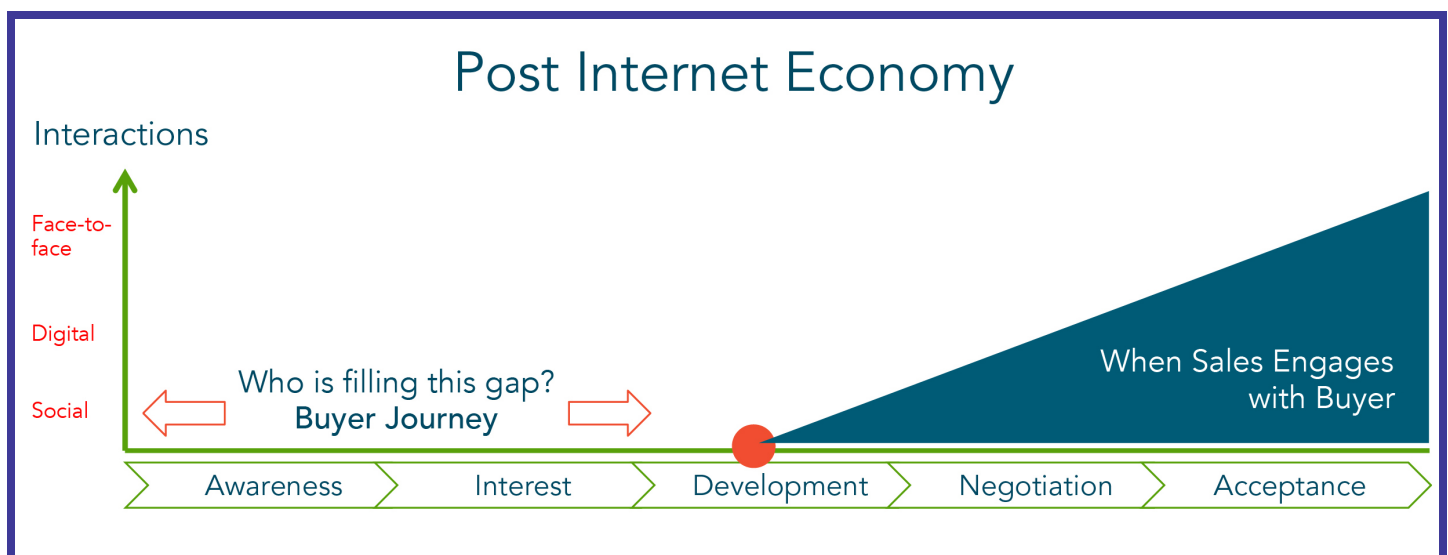 Post Internet Economy
Interactions
Face-to-
face
Digital
Social
Who is filling this gap?
Buyer Journey
When Sales Engages
with Buyer
Awareness
Interest
Development
Negotiation
Acceptance